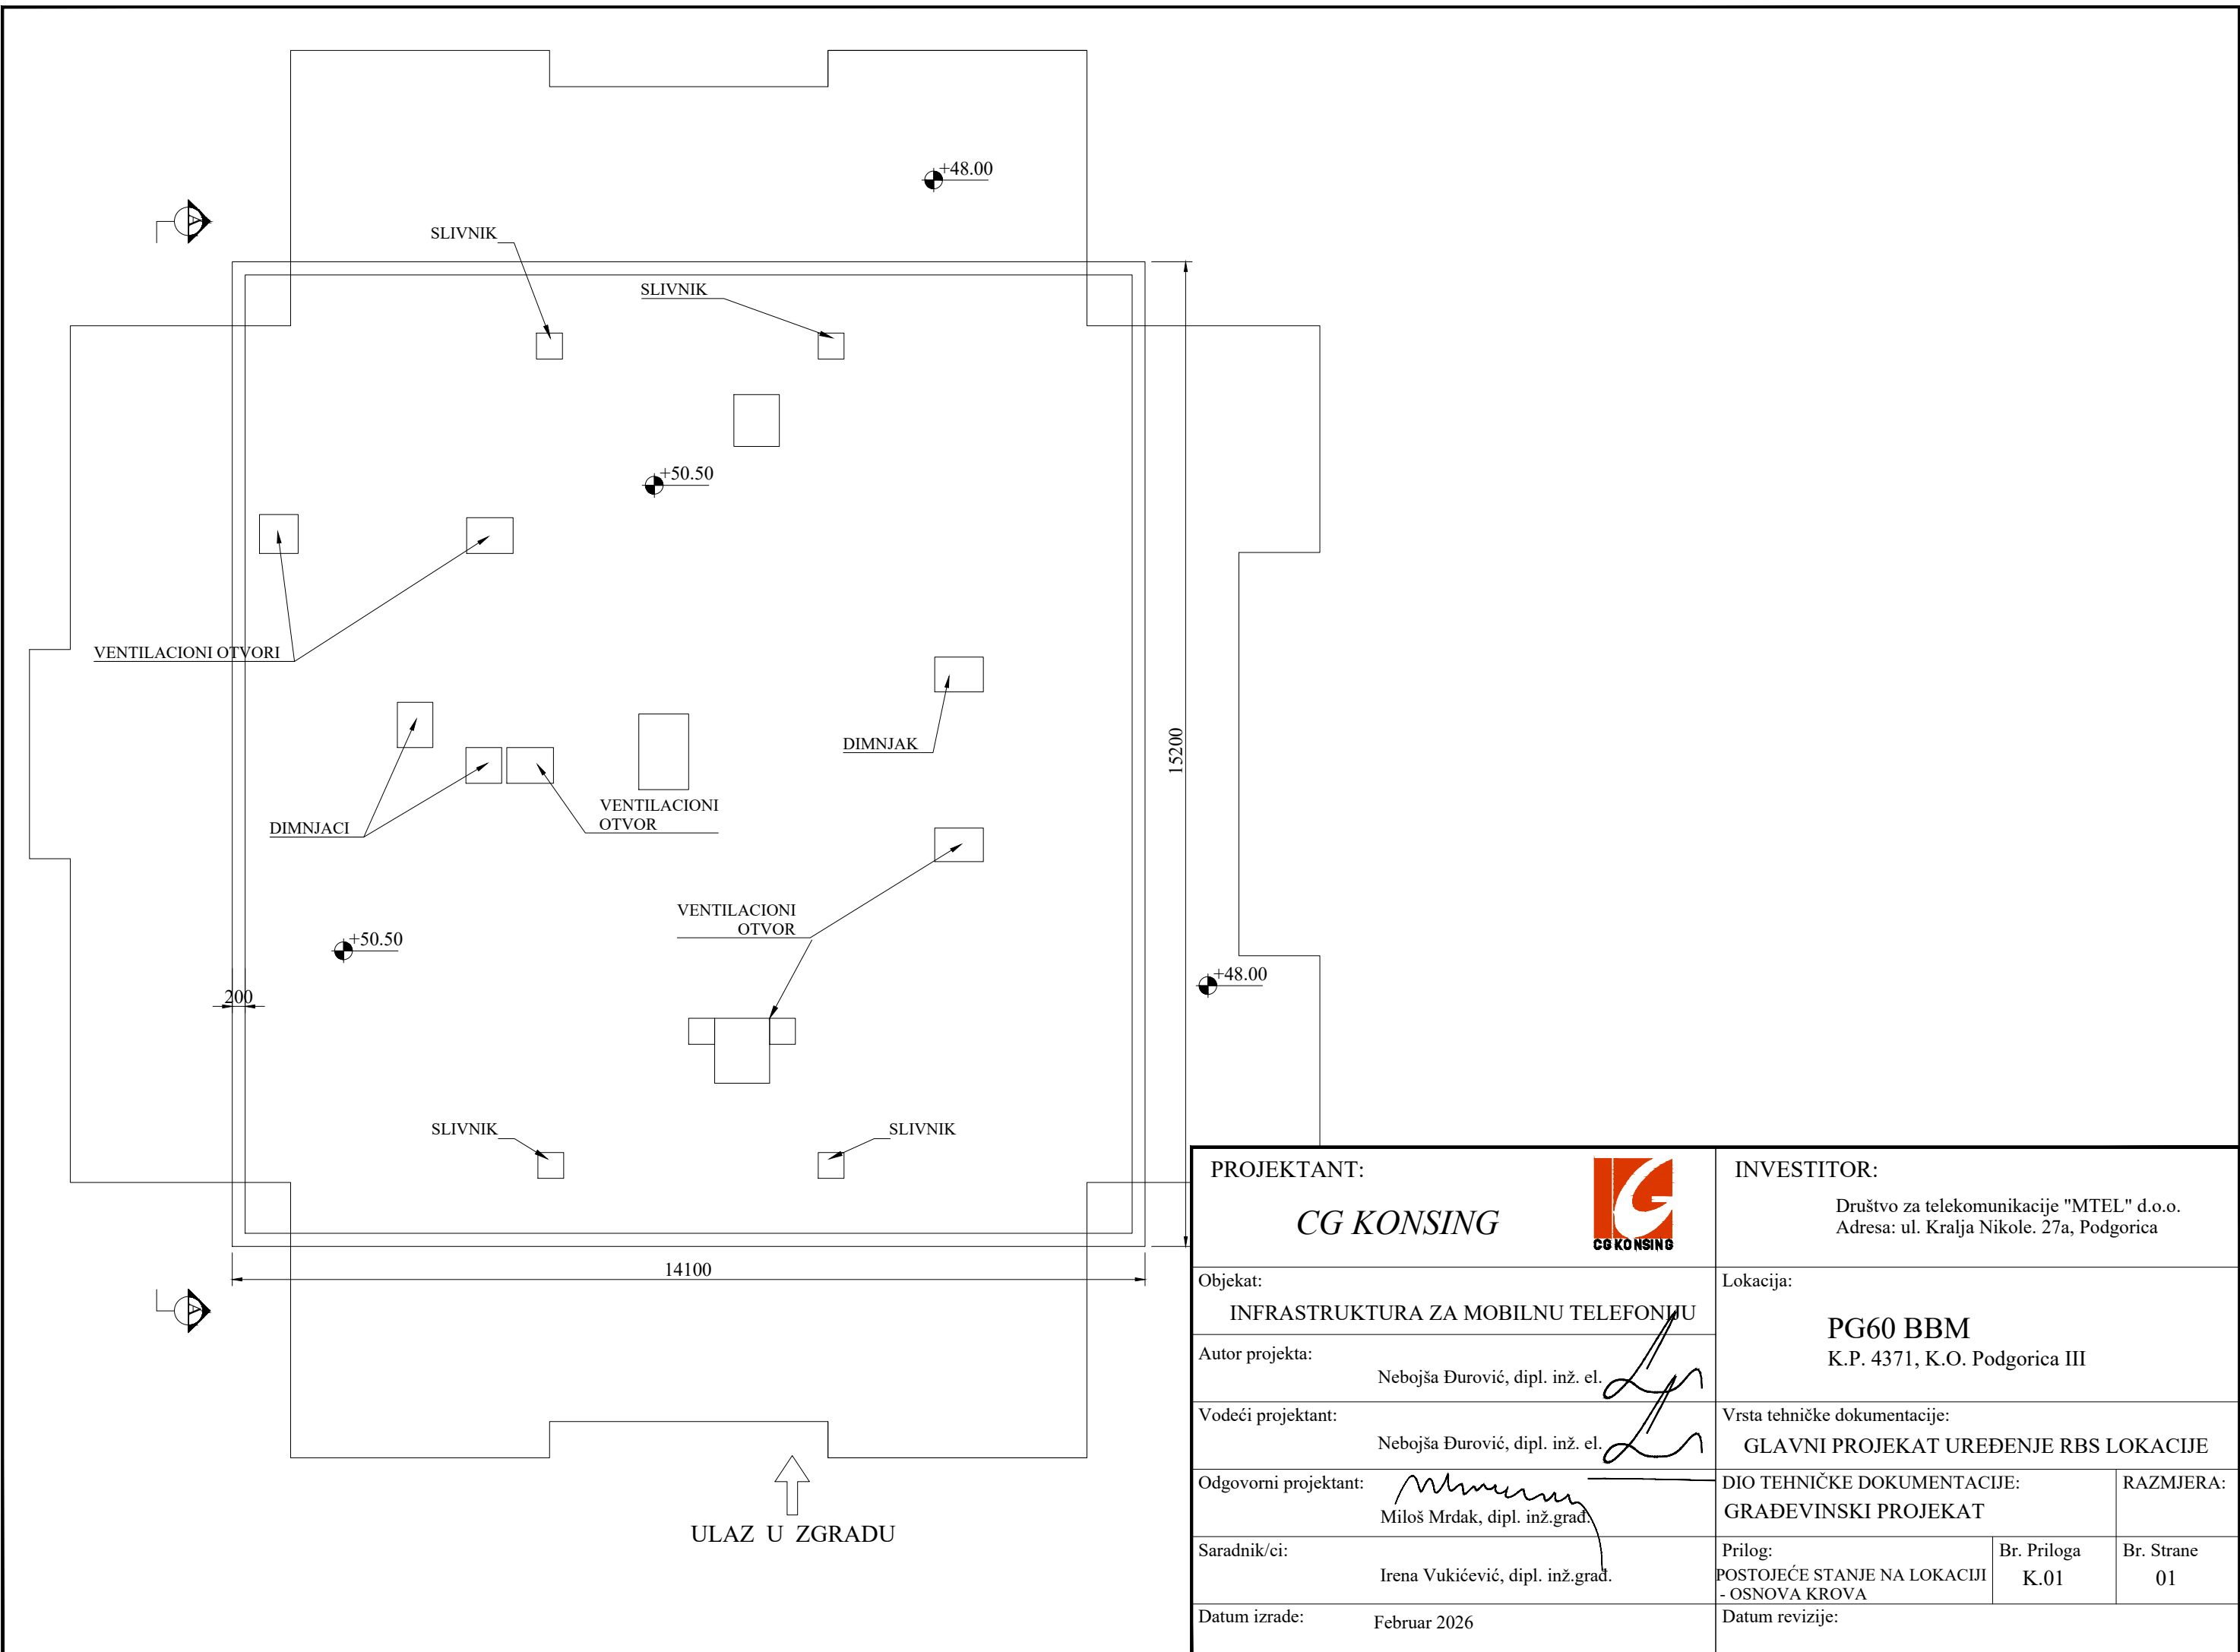 +48.00
SLIVNIK
SLIVNIK
+50.50
VENTILACIONI OTVORI
DIMNJAK
15200
VENTILACIONI
OTVOR
DIMNJACI
VENTILACIONI
OTVOR
+50.50
+48.00
200
SLIVNIK
SLIVNIK
14100
A
A
ULAZ U ZGRADU
PROJEKTANT:
CG KONSING
CG KONSING
INVESTITOR:
Društvo za telekomunikacije "MTEL" d.o.o.
Adresa: ul. Kralja Nikole. 27a, Podgorica
Objekat:
INFRASTRUKTURA ZA MOBILNU TELEFONIJU
Lokacija:
PG60 BBM
K.P. 4371, K.O. Podgorica III
Autor projekta:
Nebojša Đurović, dipl. inž. el.
Vodeći projektant:
Nebojša Đurović, dipl. inž. el.
Vrsta tehničke dokumentacije:
GLAVNI PROJEKAT UREĐENJE RBS LOKACIJE
Odgovorni projektant:
Miloš Mrdak, dipl. inž.građ.
DIO TEHNIČKE DOKUMENTACIJE:
GRAĐEVINSKI PROJEKAT
RAZMJERA:
Saradnik/ci:
Irena Vukićević, dipl. inž.građ.
Prilog:
POSTOJEĆE STANJE NA LOKACIJI
- OSNOVA KROVA
Br. Priloga
K.01
Br. Strane
01
Datum izrade:
Februar 2026
Datum revizije: